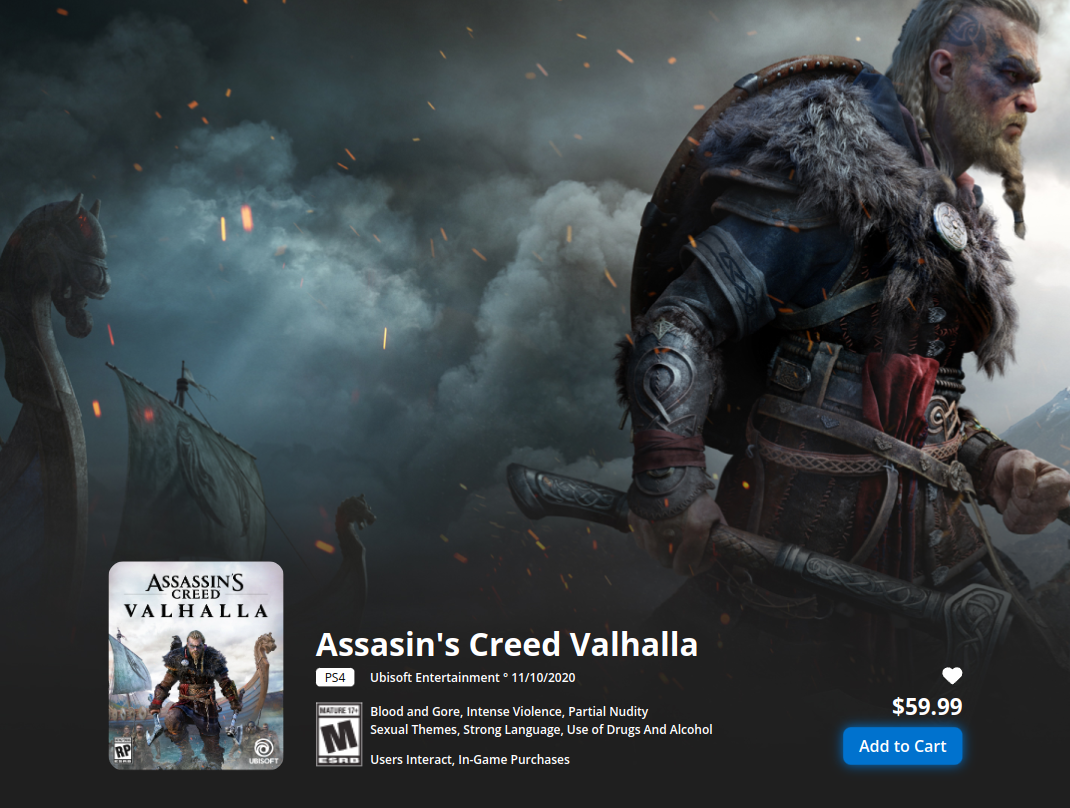 ASSASSIN'S
CREED
VALHALLA
RP
ESRB
UBISOFT
Assasin's Creed Valhalla
PS4 Ubisoft Entertainment ° 11/10/2020
MATURE 17+
M
ESRB
Blood and Gore, Intense Violence, Partial Nudity
Sexual Themes, Strong Language, Use of Drugs And Alcohol
Users Interact, In-Game Purchases
$59.99
Add to Cart